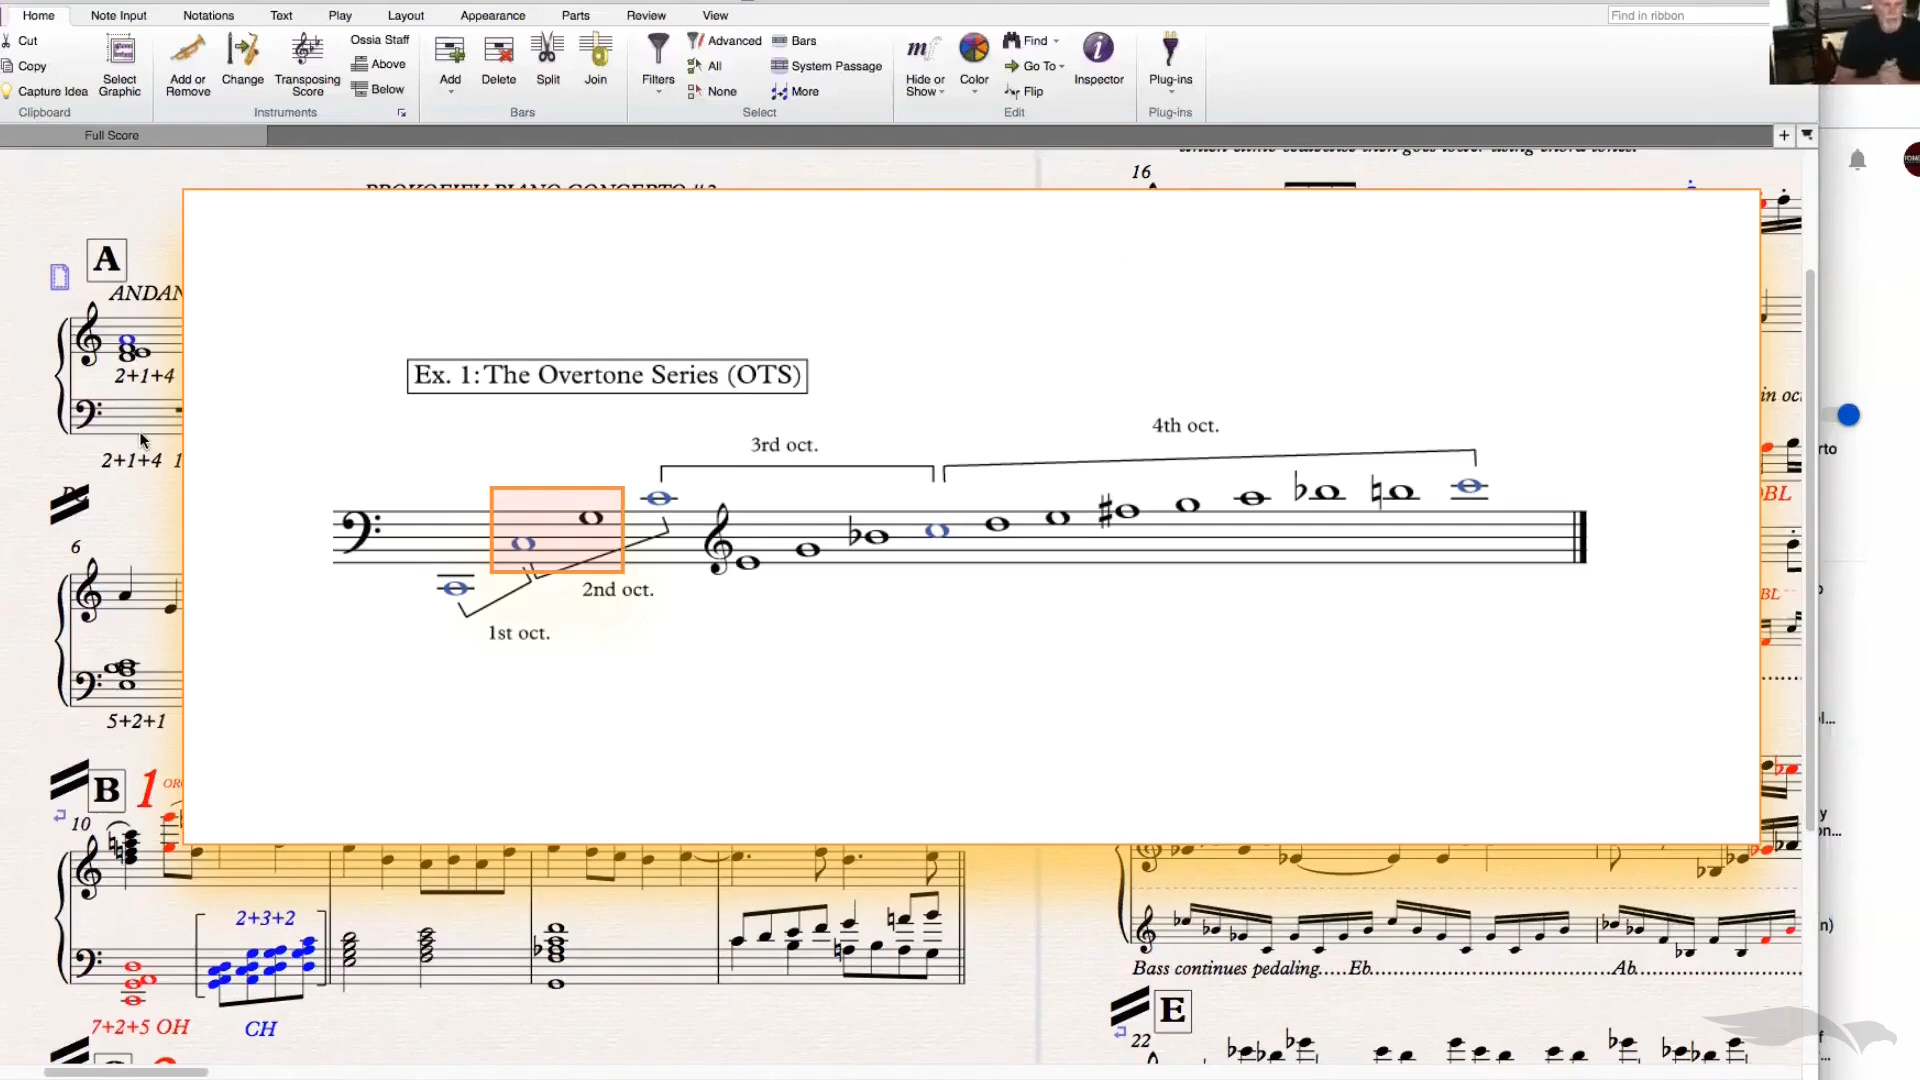 Home Note Input Notations Text Play Layout Appearance Parts Review View Find in ribbon
Cut
Copy
Capture Idea
Clipboard
Select Graphic
Add or Remove
Change
Transposing Score
Ossia Staff
Above
Below
Instruments
Add
Delete
Split
Join
Bars
Filters
Advanced
All
None
Bars
System Passage
More
Select
Hide or Show
Color
Find
Go To
Flip
Inspector
Edit
Plug-ins
Plug-ins
Full Score
16
A
2+1+4
2+1+4
6
5+2+1
B
1
10
2+3+2
7+2+5 OH
CH
Ex. 1: The Overtone Series (OTS)
1st oct.
2nd oct.
3rd oct.
4th oct.
Bass continues pedaling.....Eb
Ab
E
22